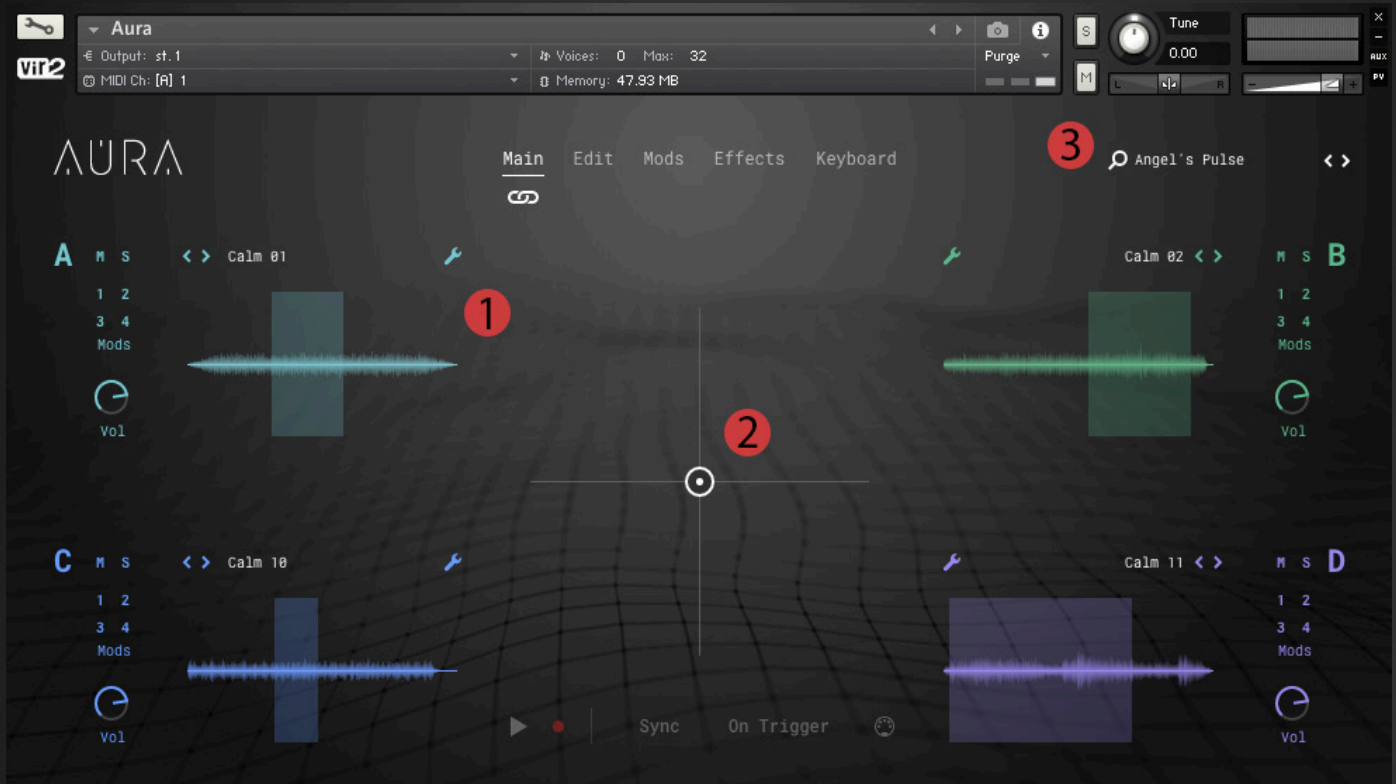 Aura
Output: st.1
Voices: 0 Max: 32
Purge
MIDI Ch: [A] 1
Memory: 47.93 MB
S
M
Tune
0.00
L R
- +
X
-
AUX
PV
Vir2
AURA
Main Edit Mods Effects Keyboard
3
Angel's Pulse
A M S Calm 01
1 2
3 4
Mods
Vol
1
Calm 02 M S B
1 2
3 4
Mods
Vol
2
C M S Calm 10
1 2
3 4
Mods
Vol
Calm 11 M S D
1 2
3 4
Mods
Vol
Sync On Trigger